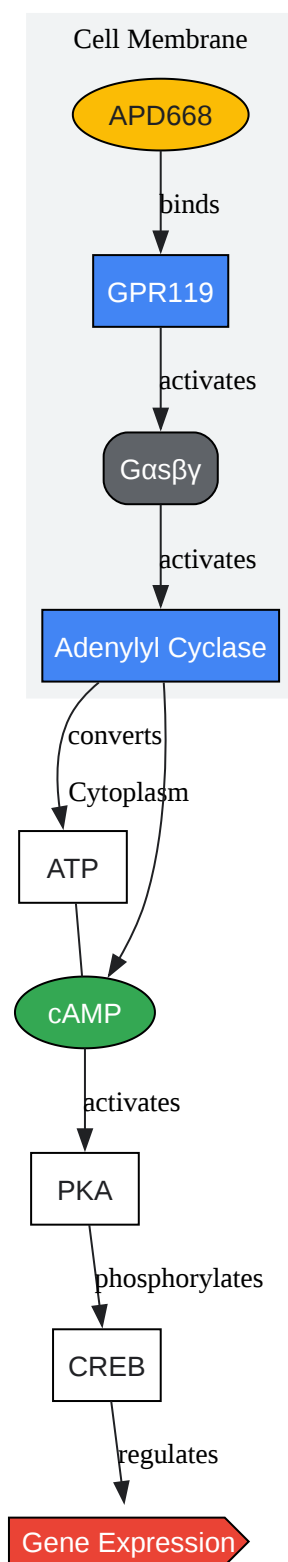 Cell Membrane
APD668
binds
GPR119
activates
Gαsβγ
activates
Adenylyl Cyclase
converts
Cytoplasm
ATP
cAMP
activates
PKA
phosphorylates
CREB
regulates
Gene Expression